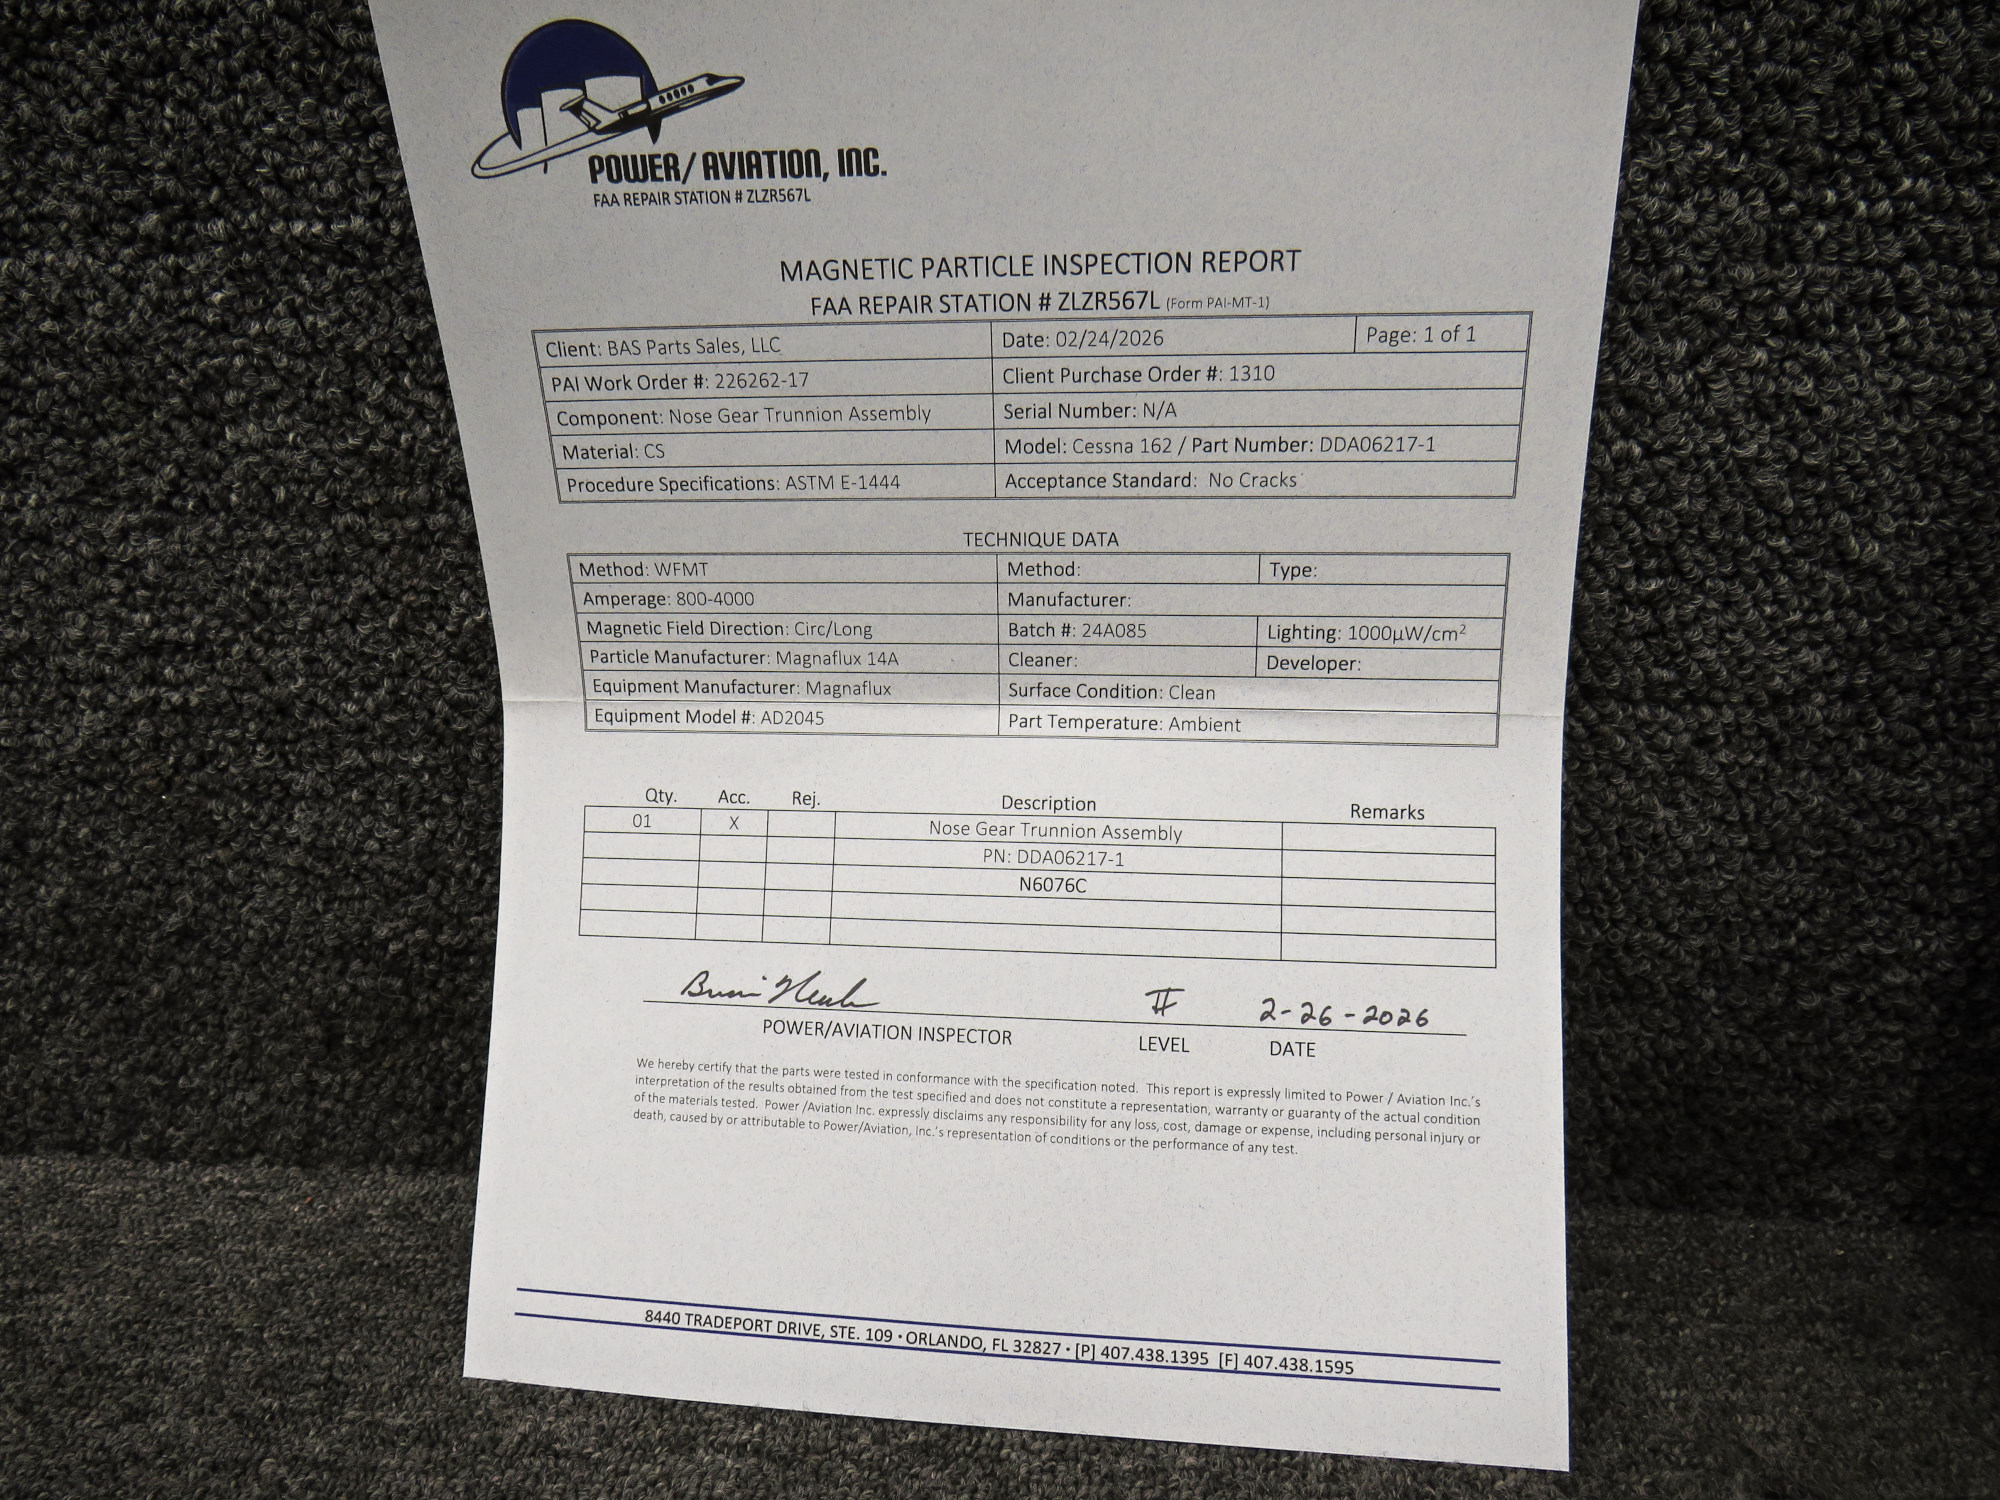 POWER/AVIATION, INC.
FAA REPAIR STATION # ZLZR567L
MAGNETIC PARTICLE INSPECTION REPORT
FAA REPAIR STATION # ZLZR567L (Form PAI-MT-1)
Client: BAS Parts Sales, LLC Date: 02/24/2026 Page: 1 of 1
PAI Work Order #: 226262-17 Client Purchase Order #: 1310
Component: Nose Gear Trunnion Assembly Serial Number: N/A
Material: CS Model: Cessna 162 / Part Number: DDA06217-1
Procedure Specifications: ASTM E-1444 Acceptance Standard: No Cracks
TECHNIQUE DATA
Method: WFMT Method: Type:
Amperage: 800-4000 Manufacturer:
Magnetic Field Direction: Circ/Long Batch #: 24A085 Lighting: 1000µW/cm²
Particle Manufacturer: Magnaflux 14A Cleaner: Developer:
Equipment Manufacturer: Magnaflux Surface Condition: Clean
Equipment Model #: AD2045 Part Temperature: Ambient
Qty. Acc. Rej. Description Remarks
01 X Nose Gear Trunnion Assembly
PN: DDA06217-1
N6076C
II 2-26-2026
POWER/AVIATION INSPECTOR LEVEL DATE
We hereby certify that the parts were tested in conformance with the specification noted. This report is expressly limited to Power / Aviation Inc.'s
interpretation of the results obtained from the test specified and does not constitute a representation, warranty or guaranty of the actual condition
of the materials tested. Power /Aviation Inc. expressly disclaims any responsibility for any loss, cost, damage or expense, including personal injury or
death, caused by or attributable to Power/Aviation, Inc.'s representation of conditions or the performance of any test.
8440 TRADEPORT DRIVE, STE. 109 • ORLANDO, FL 32827 • [P] 407.438.1395 [F] 407.438.1595